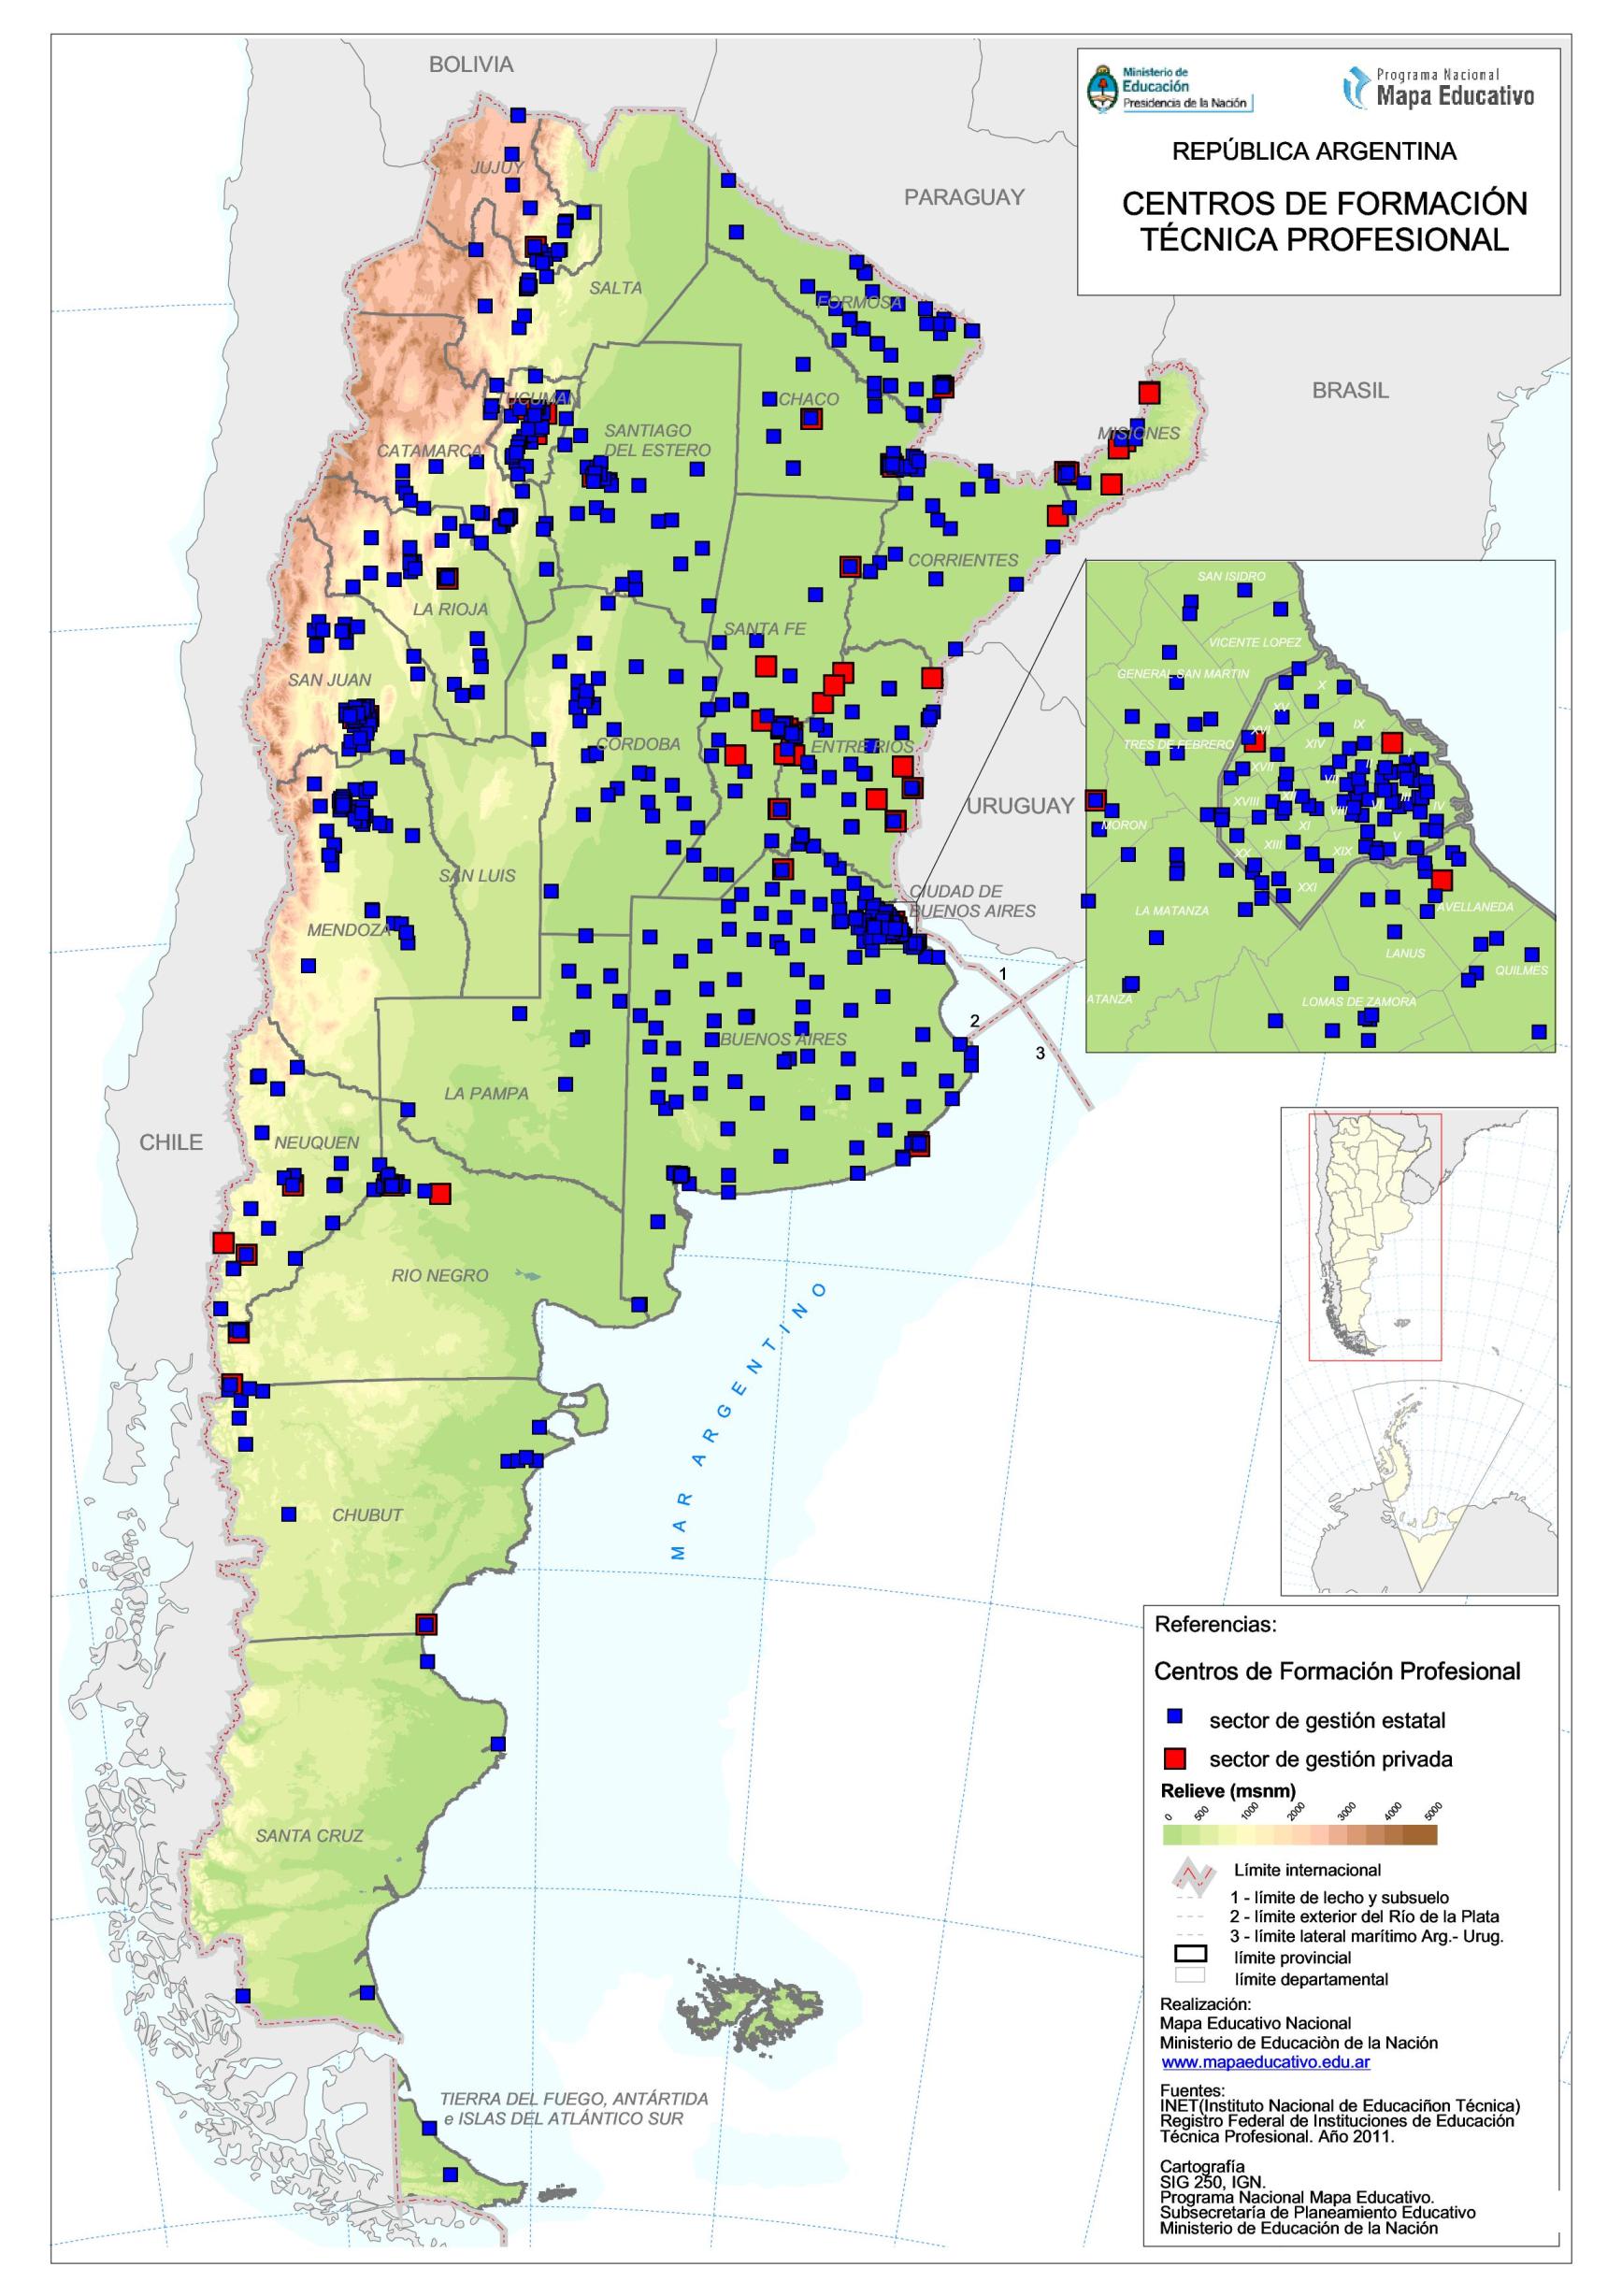 Ministerio de
Educación
Presidencia de la Nación
Programa Nacional
Mapa Educativo
REPÚBLICA ARGENTINA
CENTROS DE FORMACIÓN
TÉCNICA PROFESIONAL
BOLIVIA
PARAGUAY
BRASIL
URUGUAY
CHILE
JUJUY
SALTA
FORMOSA
CHACO
TUCUMAN
MISIONES
SANTIAGO
DEL ESTERO
CATAMARCA
CORRIENTES
LA RIOJA
SANTA FE
SAN JUAN
CORDOBA
ENTRE RIOS
SAN LUIS
CIUDAD DE
BUENOS AIRES
MENDOZA
BUENOS AIRES
LA PAMPA
NEUQUEN
RIO NEGRO
CHUBUT
SANTA CRUZ
TIERRA DEL FUEGO, ANTÁRTIDA
e ISLAS DEL ATLÁNTICO SUR
MAR ARGENTINO
1
2
3
SAN ISIDRO
VICENTE LOPEZ
GENERAL SAN MARTIN
X
XV
IX
XVI
XIV
TRES DE FEBRERO
XVII
XVIII
VIII
IV
III
MORON
XI
V
XIII
XIX
XX
XXI
LA MATANZA
AVELLANEDA
LANUS
QUILMES
ATANZA
LOMAS DE ZAMORA
Referencias:
Centros de Formación Profesional
sector de gestión estatal
sector de gestión privada
Relieve (msnm)
0 500 1000 2000 3000 4000 5000
Límite internacional
1 - límite de lecho y subsuelo
2 - límite exterior del Río de la Plata
3 - límite lateral marítimo Arg.- Urug.
límite provincial
límite departamental
Realización:
Mapa Educativo Nacional
Ministerio de Educaciòn de la Nación
www.mapaeducativo.edu.ar
Fuentes:
INET(Instituto Nacional de Educaciñon Técnica)
Registro Federal de Instituciones de Educación
Técnica Profesional. Año 2011.
Cartografía
SIG 250, IGN.
Programa Nacional Mapa Educativo.
Subsecretaría de Planeamiento Educativo
Ministerio de Educación de la Nación